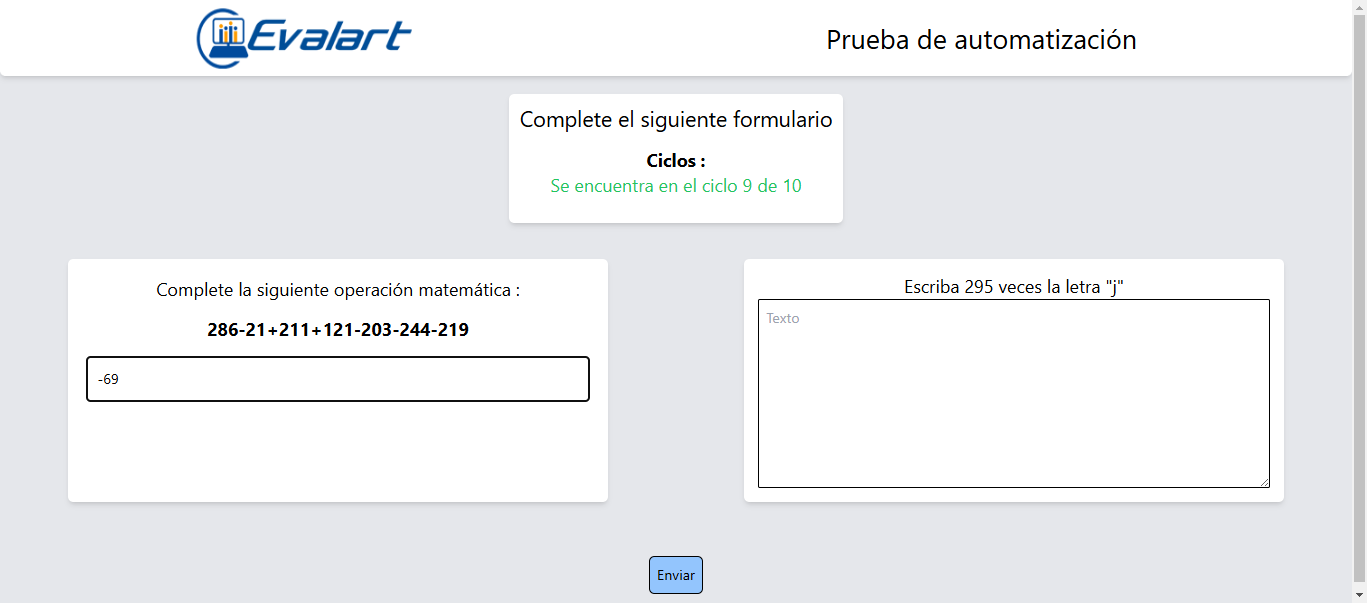 Evalart
Prueba de automatización
Complete el siguiente formulario
Ciclos :
Se encuentra en el ciclo 9 de 10
Complete la siguiente operación matemática :
286-21+211+121-203-244-219
-69
Escriba 295 veces la letra "j"
Texto
Enviar